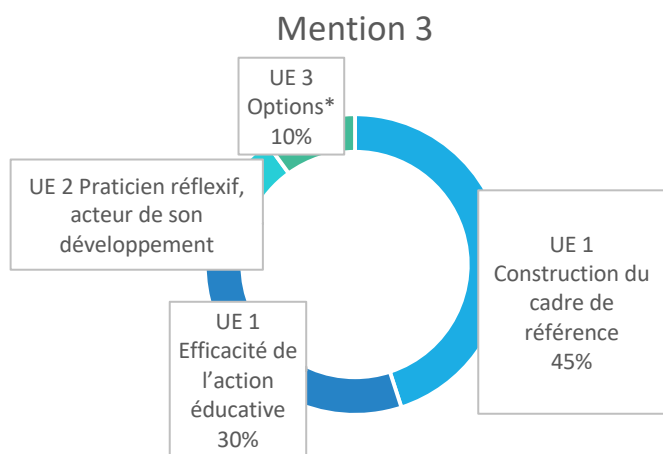 Mention 3
UE 3
Options*
10%
UE 2 Praticien réflexif,
acteur de son
développement
UE 1
Construction du
cadre de
référence
45%
UE 1
Efficacité de
l’action
éducative
30%